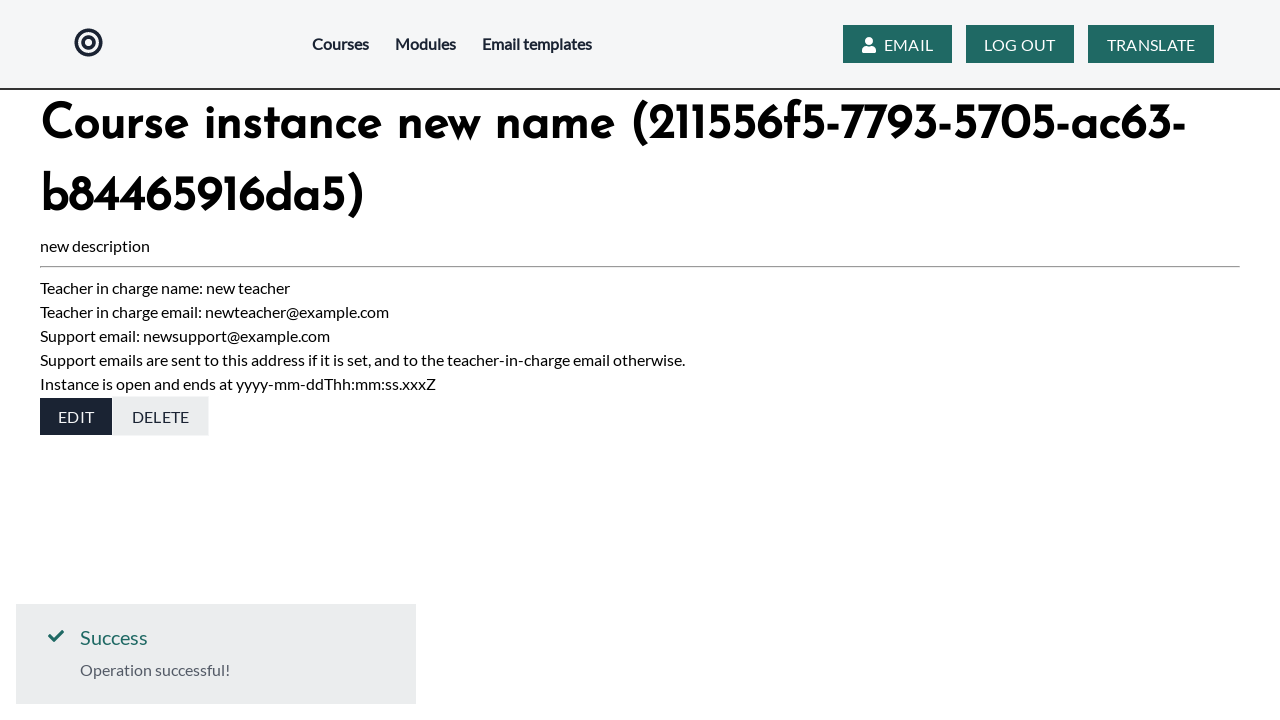 Courses
Modules
Email templates
EMAIL
LOG OUT
TRANSLATE
Course instance new name (211556f5-7793-5705-ac63-
b84465916da5)
new description
Teacher in charge name: new teacher
Teacher in charge email: newteacher@example.com
Support email: newsupport@example.com
Support emails are sent to this address if it is set, and to the teacher-in-charge email otherwise.
Instance is open and ends at yyyy-mm-ddThh:mm:ss.xxxZ
EDIT
DELETE
Success
Operation successful!